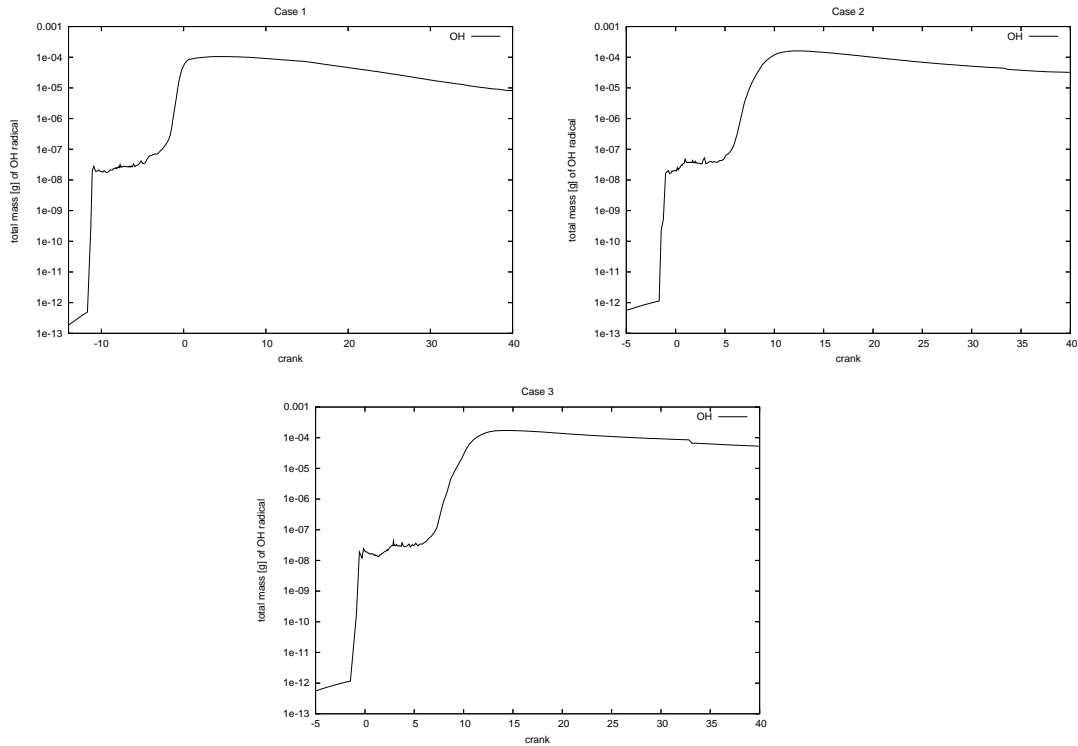 Case 1
total mass [g] of OH radical
0.001
1e-04
1e-05
1e-06
1e-07
1e-08
1e-09
1e-10
1e-11
1e-12
1e-13
OH
-10 0 10 20 30 40
crank
Case 2
total mass [g] of OH radical
0.001
1e-04
1e-05
1e-06
1e-07
1e-08
1e-09
1e-10
1e-11
1e-12
1e-13
OH
-5 0 5 10 15 20 25 30 35 40
crank
Case 3
total mass [g] of OH radical
0.001
1e-04
1e-05
1e-06
1e-07
1e-08
1e-09
1e-10
1e-11
1e-12
1e-13
OH
-5 0 5 10 15 20 25 30 35 40
crank